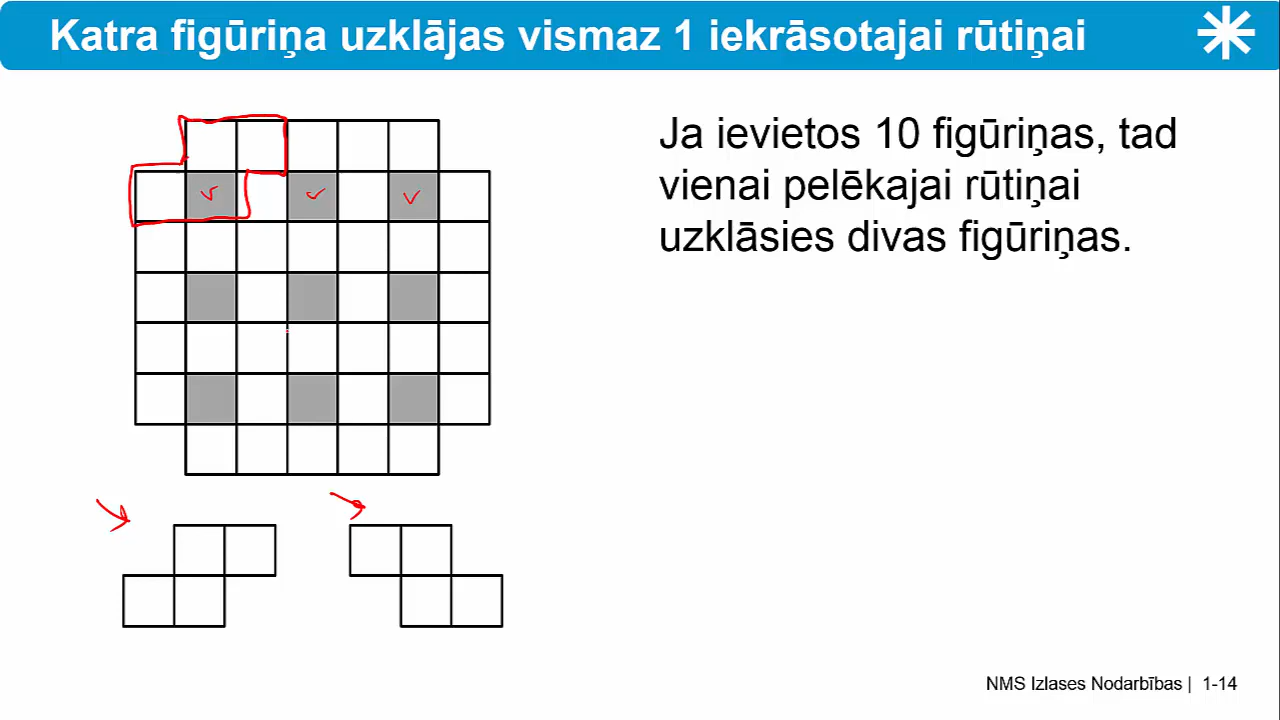 Katra figūriņa uzklājas vismaz 1 iekrāsotajai rūtiņai
Ja ievietos 10 figūriņas, tad
vienai pelēkajai rūtiņai
uzklāsies divas figūriņas.
NMS Izlases Nodarbības | 1-14